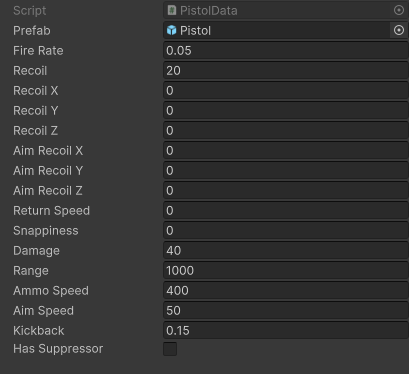 Script PistolData
Prefab Pistol
Fire Rate 0.05
Recoil 20
Recoil X 0
Recoil Y 0
Recoil Z 0
Aim Recoil X 0
Aim Recoil Y 0
Aim Recoil Z 0
Return Speed 0
Snappiness 0
Damage 40
Range 1000
Ammo Speed 400
Aim Speed 50
Kickback 0.15
Has Suppressor